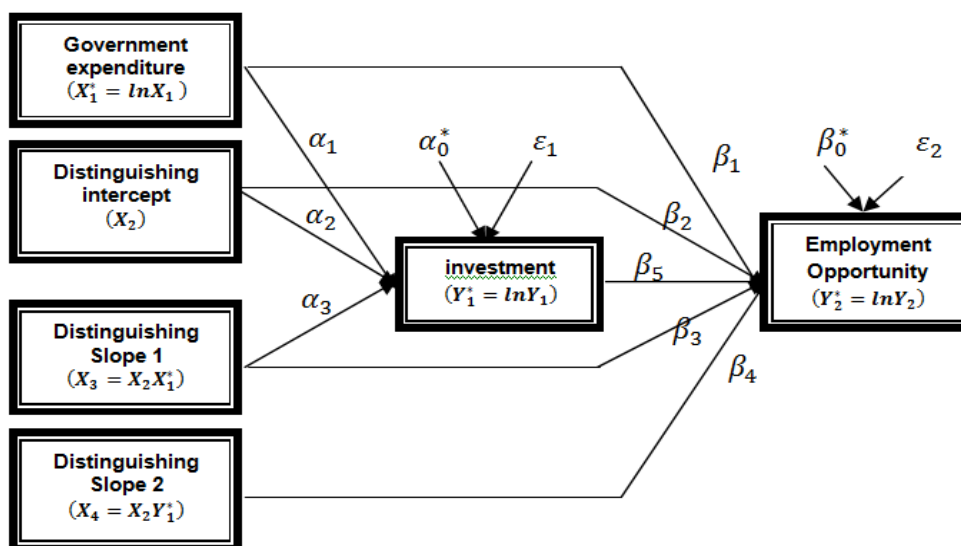 Government
expenditure
(X₁* = lnX₁)
Distinguishing
intercept
(X₂)
Distinguishing
Slope 1
(X₃ = X₂X₁*)
Distinguishing
Slope 2
(X₄ = X₂Y₁*)
α₁
α₂
α₃
α₀*
ε₁
investment
(Y₁* = lnY₁)
β₁
β₂
β₅
β₃
β₄
β₀*
ε₂
Employment
Opportunity
(Y₂* = lnY₂)